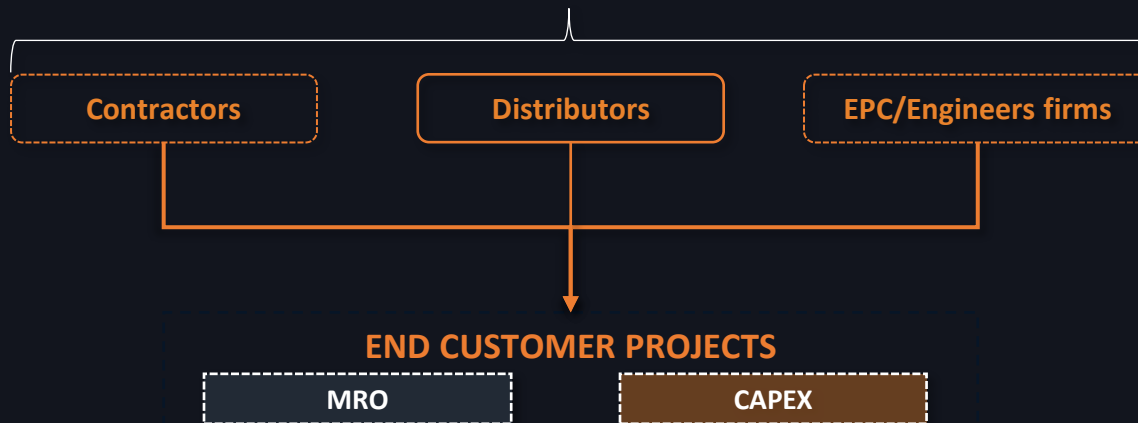 Contractors
Distributors
EPC/Engineers firms
END CUSTOMER PROJECTS
MRO
CAPEX